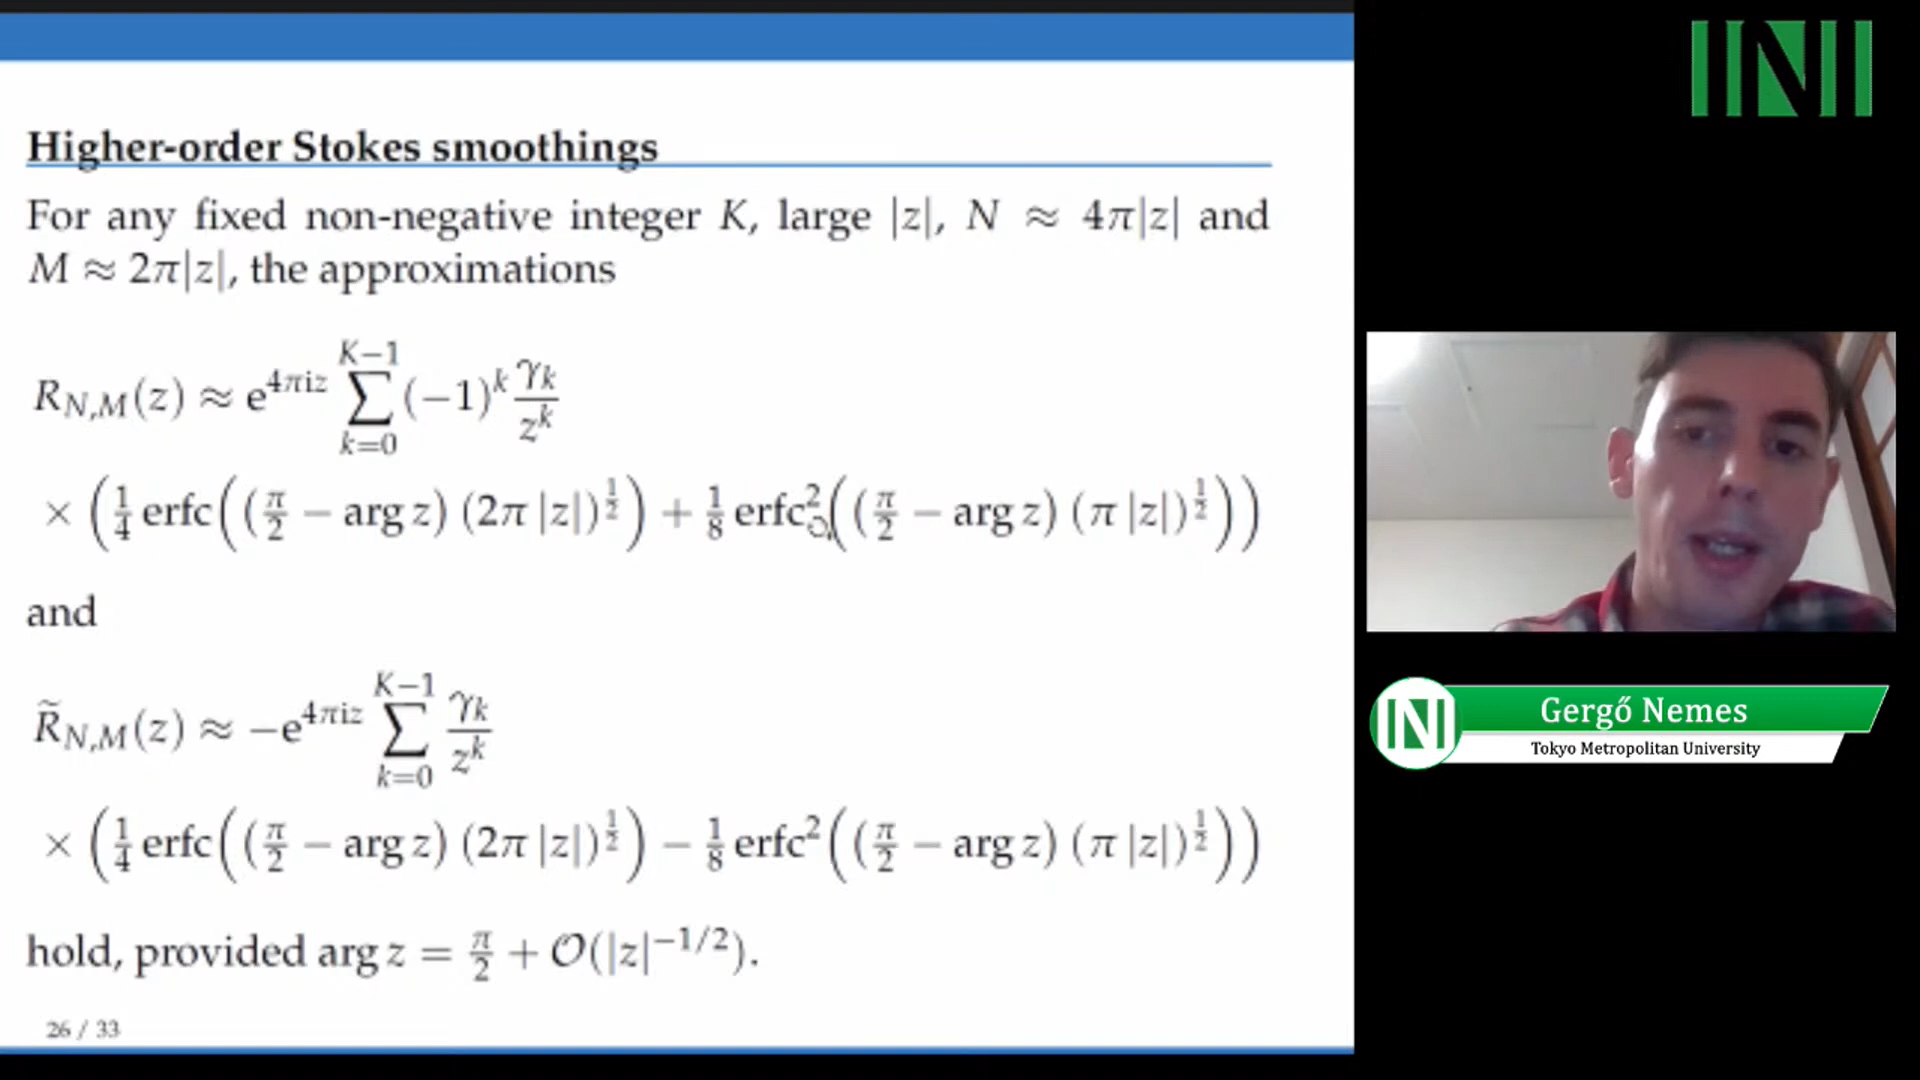 Higher-order Stokes smoothings
For any fixed non-negative integer K, large |z|, N ≈ 4π|z| and
M ≈ 2π|z|, the approximations
R_{N,M}(z) ≈ e^{4πiz} ∑_{k=0}^{K−1} (−1)^k γ_k/z^k
× (1/4 erfc((π/2 − arg z) (2π |z|)^{1/2}) + 1/8 erfc²((π/2 − arg z) (π |z|)^{1/2}))
and
R̃_{N,M}(z) ≈ −e^{4πiz} ∑_{k=0}^{K−1} γ_k/z^k
× (1/4 erfc((π/2 − arg z) (2π |z|)^{1/2}) − 1/8 erfc²((π/2 − arg z) (π |z|)^{1/2}))
hold, provided arg z = π/2 + O(|z|^{−1/2}).
26 / 33
INI
INI
Gergő Nemes
Tokyo Metropolitan University